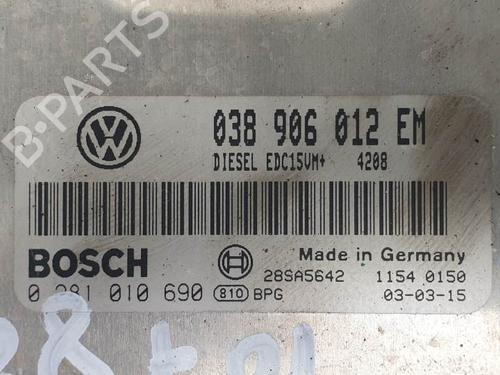 B-PARTS
038 906 012 EM
DIESEL EDC15VM+ 4208
BOSCH
Made in Germany
28SA5642 1154 0150
0 281 010 690 810 BPG 03-03-15